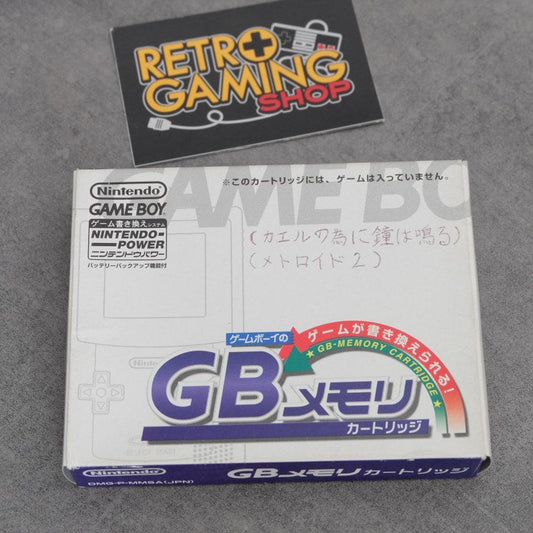 RETRO
GAMING
SHOP
GAME BO
※このカートリッジには、ゲームは入っていません。
Nintendo
GAME BOY
ゲーム書き換えシステム
NINTENDO
POWER
ニンテンドウパワー
バッテリーバックアップ機能付
(カエルの為に鐘は鳴る)
(メトロイド2)
ゲームボーイの
ゲームが書き換えられる!
★ GB-MEMORY CARTRIDGE ★
GBメモリ
カートリッジ
Ninten
SELECT START
Nintendo
GBメモリカートリッジ
DMG-P-MMSA(JPN)